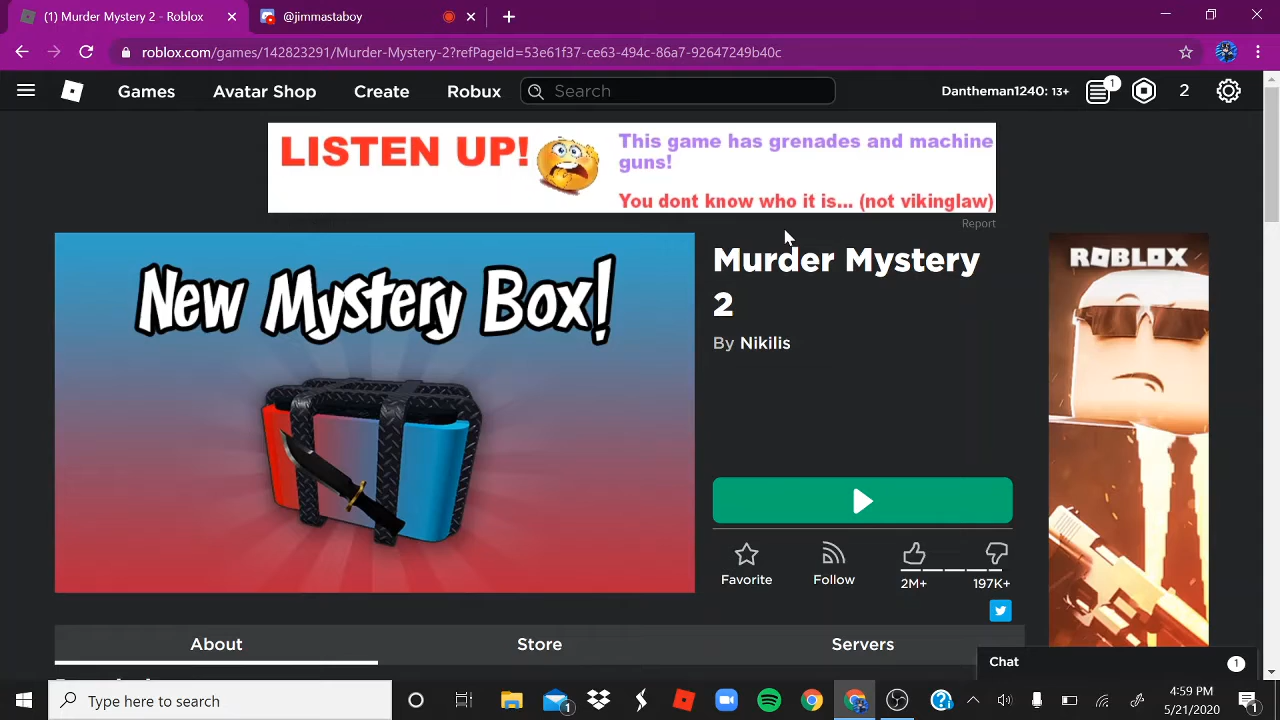 (1) Murder Mystery 2 - Roblox
@jimmastaboy
roblox.com/games/142823291/Murder-Mystery-2?refPageId=53e61f37-ce63-494c-86a7-92647249b40c
Games Avatar Shop Create Robux Search Dantheman1240: 13+ 1 2
LISTEN UP!
This game has grenades and machine
guns!
You dont know who it is... (not vikinglaw)
Report
New Mystery Box!
Murder Mystery
2
By Nikilis
ROBLOX
Favorite Follow 2M+ 197K+
About Store Servers
Chat 1
Type here to search
1
4:59 PM
5/21/2020
1